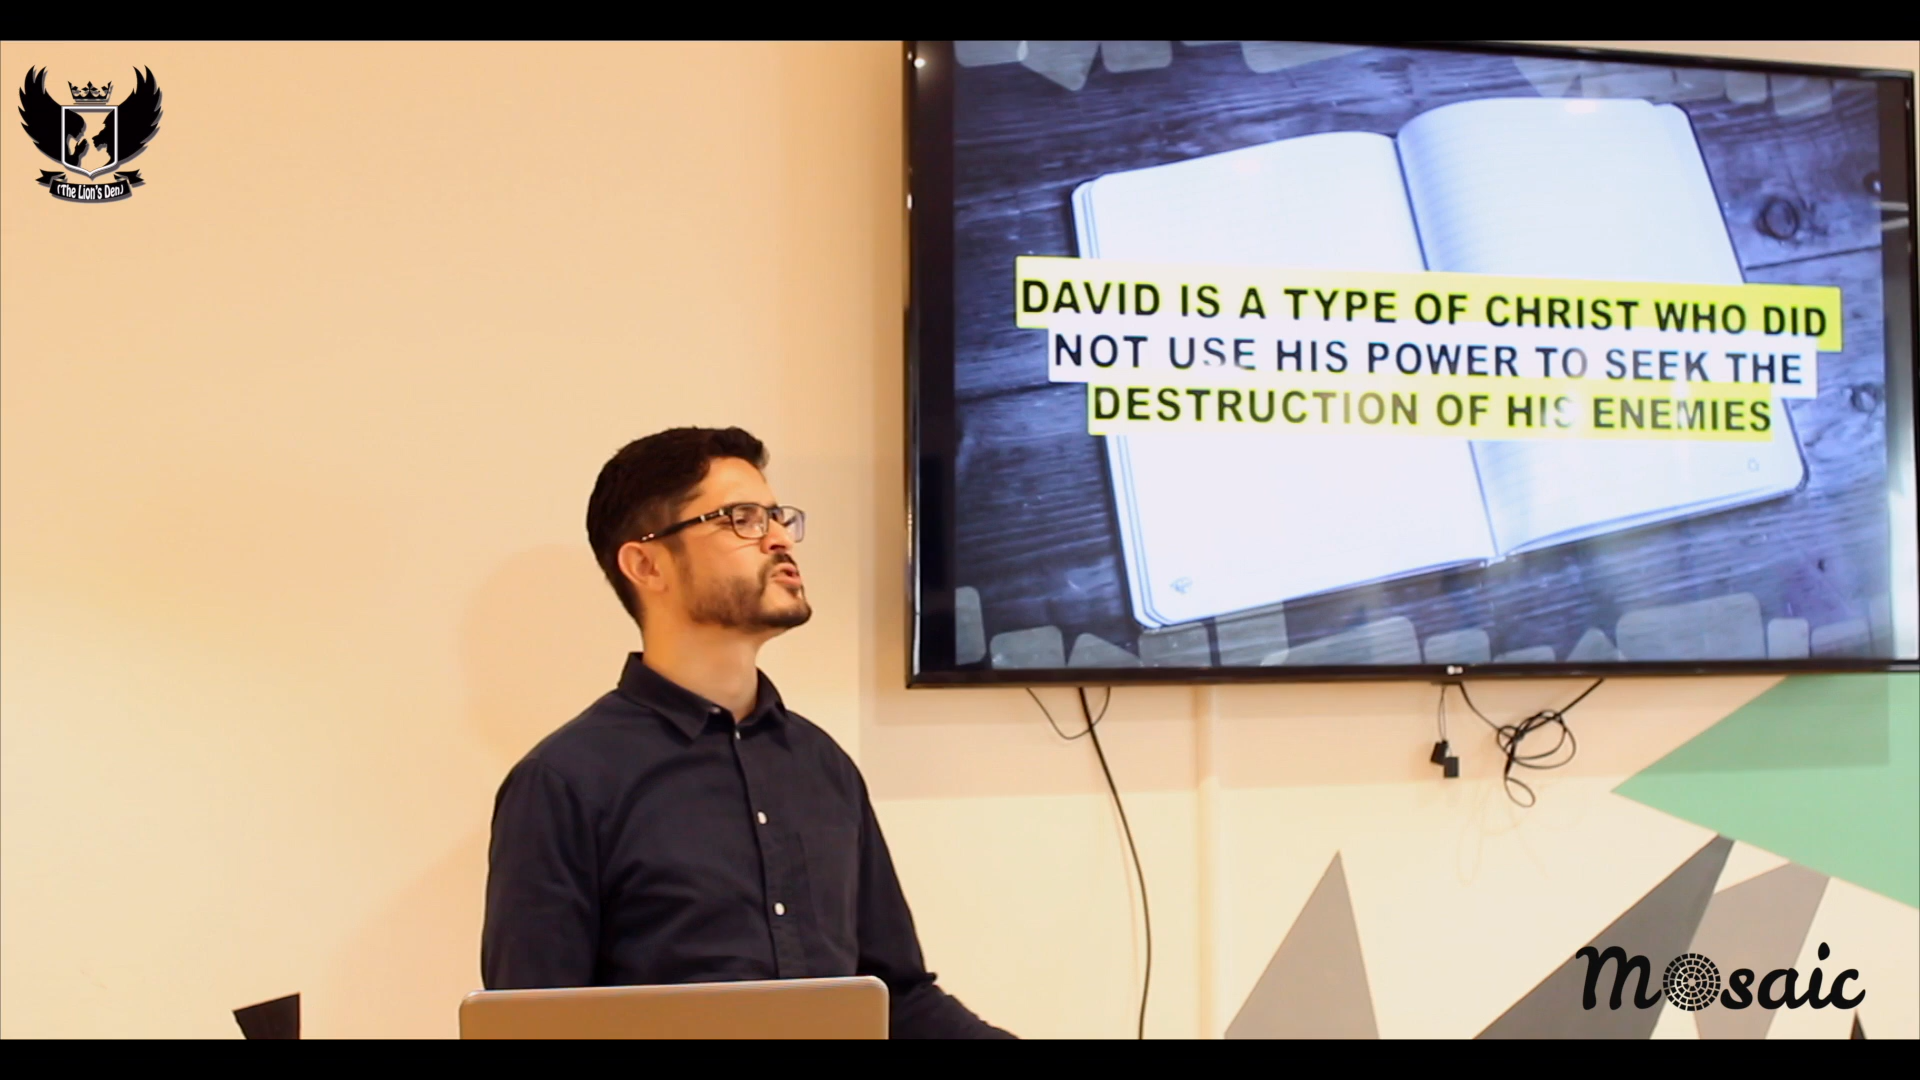 (The Lion's Den)
DAVID IS A TYPE OF CHRIST WHO DID
NOT USE HIS POWER TO SEEK THE
DESTRUCTION OF HIS ENEMIES
LG
Mosaic